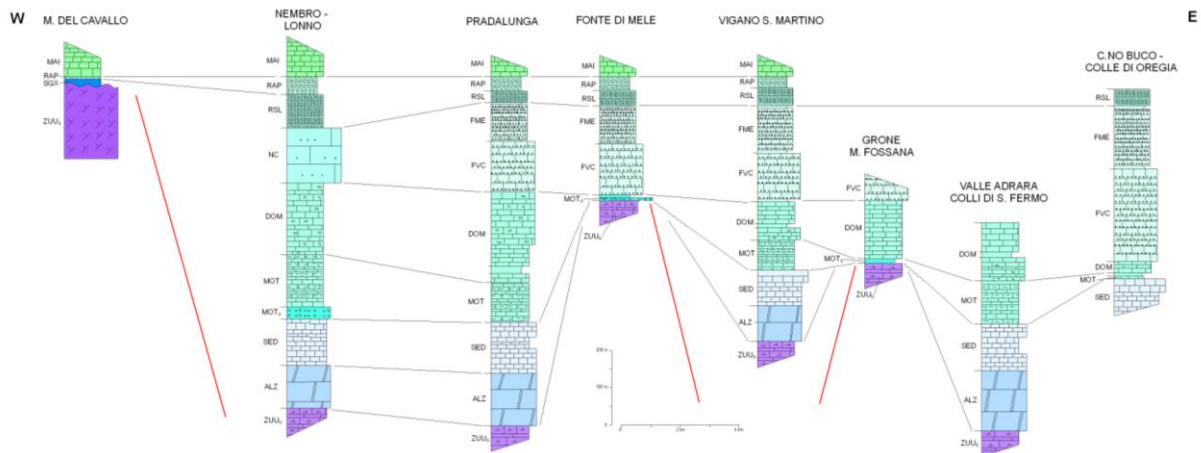 W
E
M. DEL CAVALLO
NEMBRO -
LONNO
PRADALUNGA
FONTE DI MELE
VIGANO S. MARTINO
C.NO BUCO -
COLLE DI OREGIA
GRONE
M. FOSSANA
VALLE ADRARA
COLLI DI S. FERMO
MAI
RAP
ZUU
MAI
RAP
RSL
NC
DOM
MOT
MOT
SED
ALZ
ZUU
MAI
RAP
RSL
FME
FVC
DOM
MOT
SED
ALZ
ZUU
MAI
RAP
RSL
FME
FVC
MOT
ZUU
MAI
RAP
RSL
FME
FVC
DOM
MOT
SED
ALZ
ZUU
FVC
DOM
MOT
ZUU
DOM
MOT
SED
ALZ
ZUU
RSL
FME
FVC
DOM
MOT
SED
0